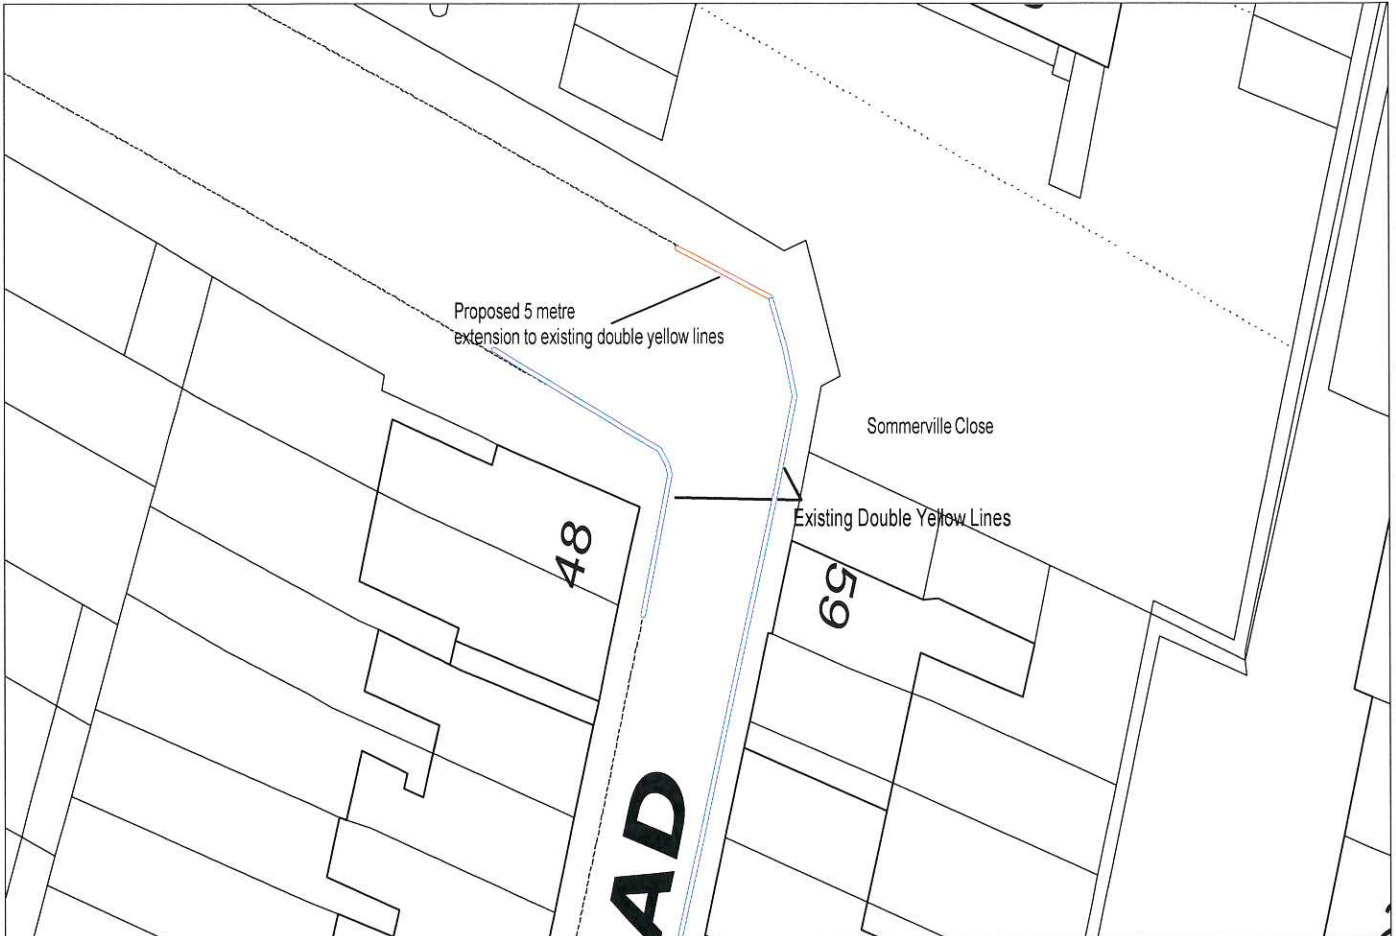 Proposed 5 metre
extension to existing double yellow lines
Sommerville Close
Existing Double Yellow Lines
48
59
AD